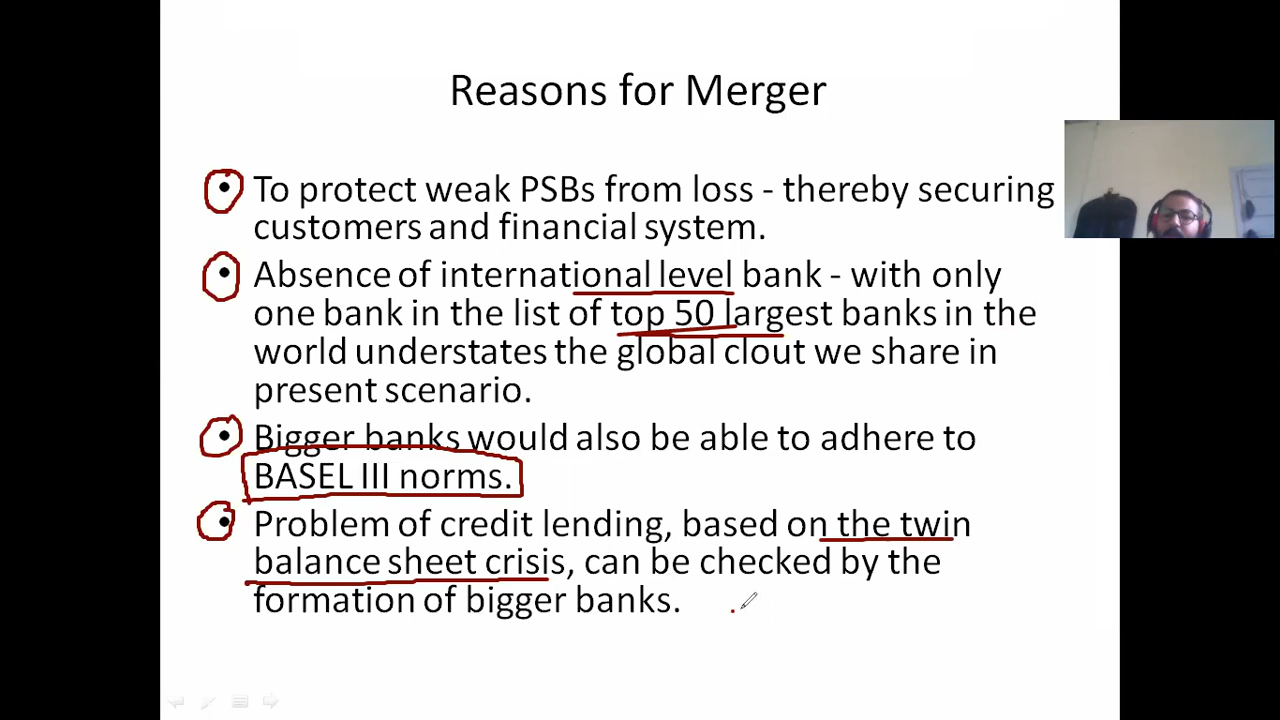 Reasons for Merger
• To protect weak PSBs from loss - thereby securing
customers and financial system.
• Absence of international level bank - with only
one bank in the list of top 50 largest banks in the
world understates the global clout we share in
present scenario.
• Bigger banks would also be able to adhere to
BASEL III norms.
• Problem of credit lending, based on the twin
balance sheet crisis, can be checked by the
formation of bigger banks.